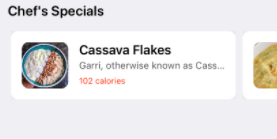 Chef's Specials
Cassava Flakes
Garri, otherwise known as Cass...
102 calories